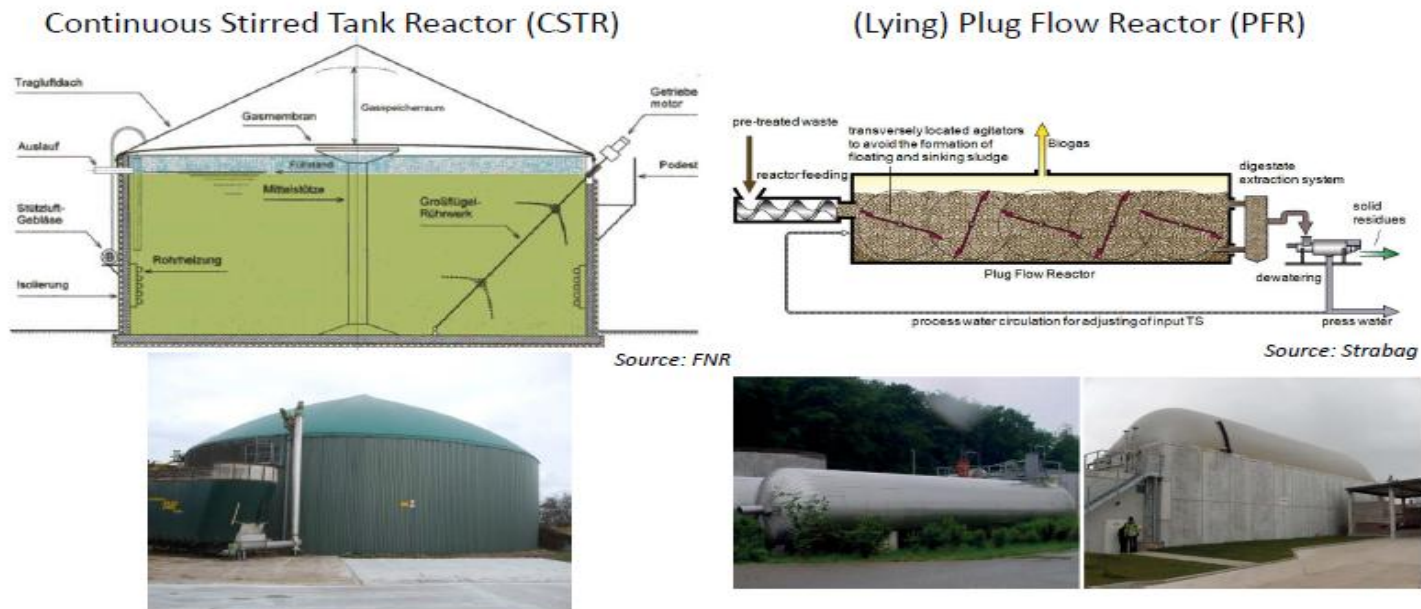 Continuous Stirred Tank Reactor (CSTR)
Tragluftdach
Gasspeicherraum
Getriebe
motor
Gasmembran
Auslauf
Füllstand
Podest
Mittelstütze
Großflügel-
Rührwerk
Stützluft-
Gebläse
Rohrheizung
Isolierung
Source: FNR
(Lying) Plug Flow Reactor (PFR)
pre-treated waste
transversely located agitators
to avoid the formation of
floating and sinking sludge
Biogas
reactor feeding
digestate
extraction system
solid
residues
Plug Flow Reactor
dewatering
process water circulation for adjusting of input TS
press water
Source: Strabag